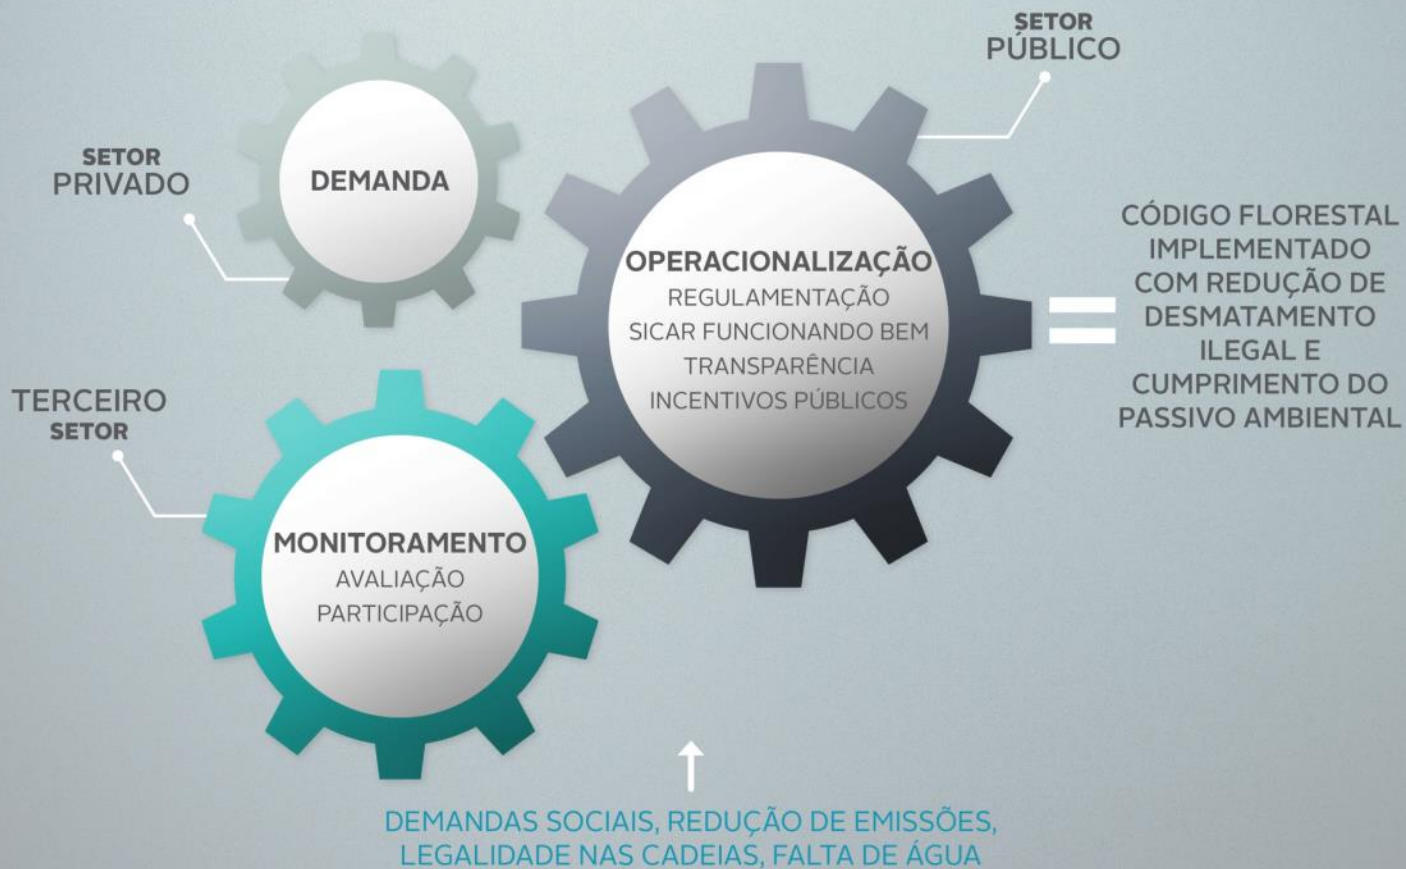 SETOR
PÚBLICO
SETOR
PRIVADO
DEMANDA
OPERACIONALIZAÇÃO
REGULAMENTAÇÃO
SICAR FUNCIONANDO BEM
TRANSPARÊNCIA
INCENTIVOS PÚBLICOS
CÓDIGO FLORESTAL
IMPLEMENTADO
COM REDUÇÃO DE
DESMATAMENTO
ILEGAL E
CUMPRIMENTO DO
PASSIVO AMBIENTAL
TERCEIRO
SETOR
MONITORAMENTO
AVALIAÇÃO
PARTICIPAÇÃO
DEMANDAS SOCIAIS, REDUÇÃO DE EMISSÕES,
LEGALIDADE NAS CADEIAS, FALTA DE ÁGUA